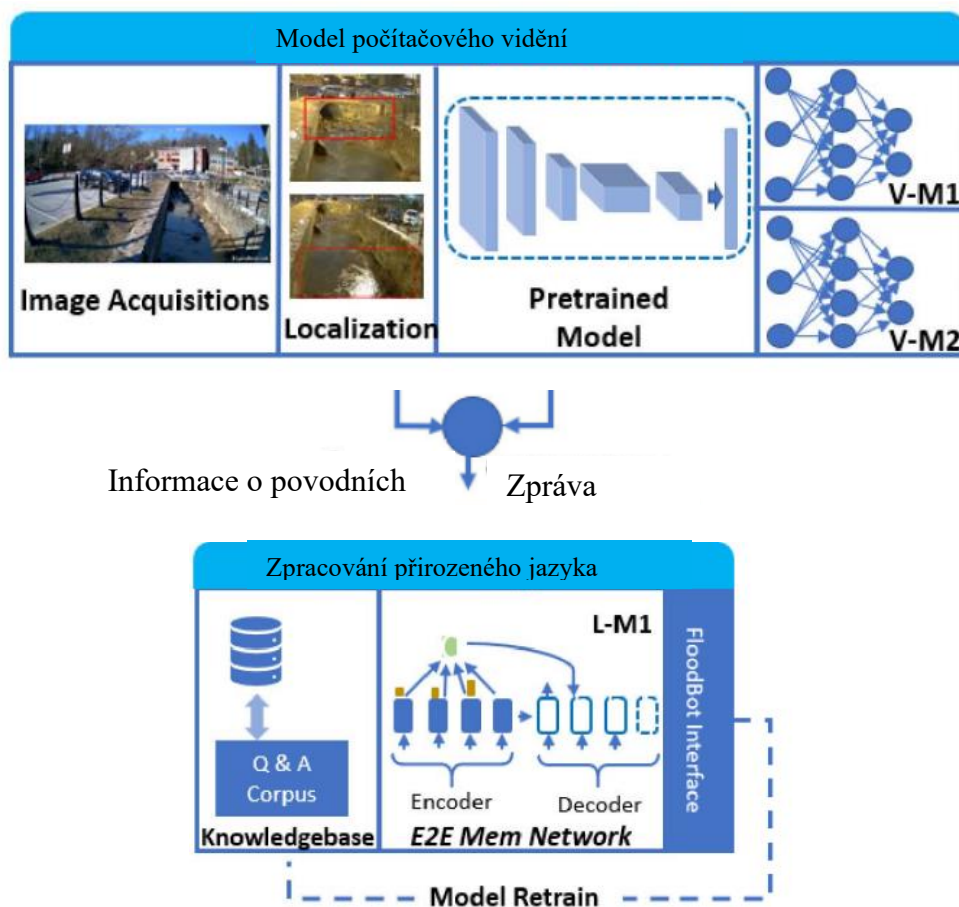 Model počítačového vidění
Image Acquisitions
Localization
Pretrained
Model
V-M1
V-M2
Informace o povodních
Zpráva
Zpracování přirozeného jazyka
Q & A
Corpus
Knowledgebase
L-M1
Encoder
Decoder
E2E Mem Network
FloodBot Interface
Model Retrain